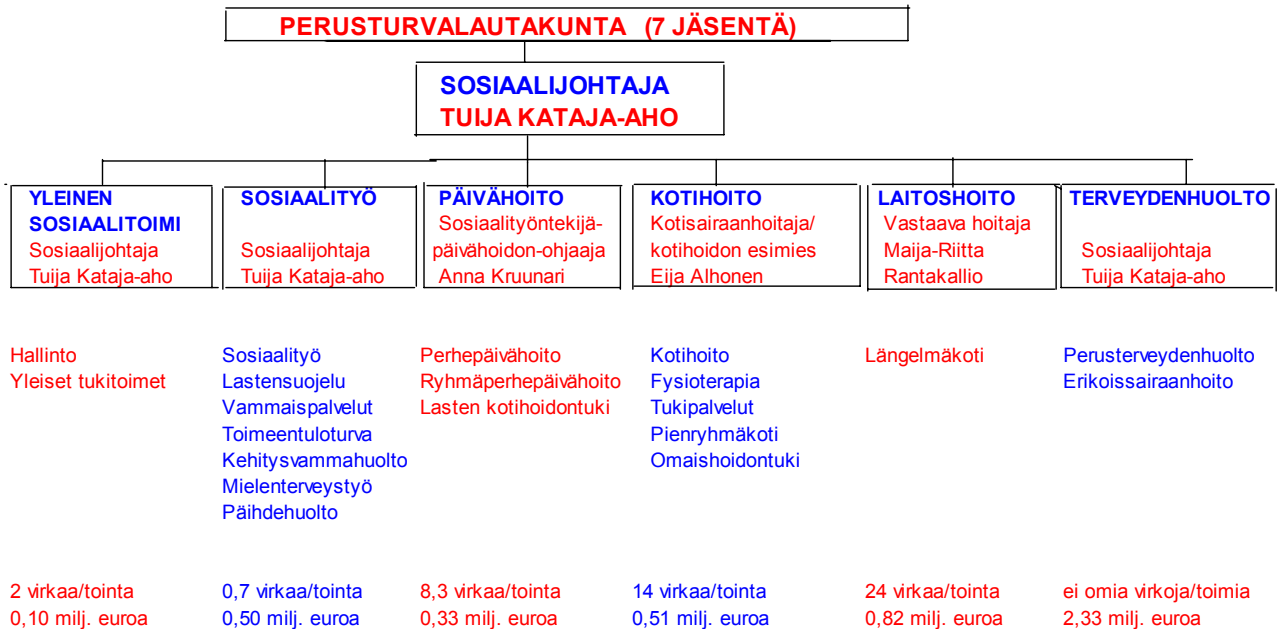 PERUSTURVALAUTAKUNTA (7 JÄSENTÄ)
SOSIAALIJOHTAJA
TUIJA KATAJA-AHO
YLEINEN
SOSIAALITOIMI
Sosiaalijohtaja
Tuija Kataja-aho
SOSIAALITYÖ
Sosiaalijohtaja
Tuija Kataja-aho
PÄIVÄHOITO
Sosiaalityöntekijä-
päivähoidon-ohjaaja
Anna Kruunari
KOTIHOITO
Kotisairaanhoitaja/
kotihoidon esimies
Eija Alhonen
LAITOSHOITO
Vastaava hoitaja
Maija-Riitta
Rantakallio
TERVEYDENHUOLTO
Sosiaalijohtaja
Tuija Kataja-aho
Hallinto
Yleiset tukitoimet
Sosiaalityö
Lastensuojelu
Vammaispalvelut
Toimeentuloturva
Kehitysvammahuolto
Mielenterveystyö
Päihdehuolto
Perhepäivähoito
Ryhmäperhepäivähoito
Lasten kotihoidontuki
Kotihoito
Fysioterapia
Tukipalvelut
Pienryhmäkoti
Omaishoidontuki
Längelmäkoti
Perusterveydenhuolto
Erikoissairaanhoito
2 virkaa/tointa
0,10 milj. euroa
0,7 virkaa/tointa
0,50 milj. euroa
8,3 virkaa/tointa
0,33 milj. euroa
14 virkaa/tointa
0,51 milj. euroa
24 virkaa/tointa
0,82 milj. euroa
ei omia virkoja/toimia
2,33 milj. euroa